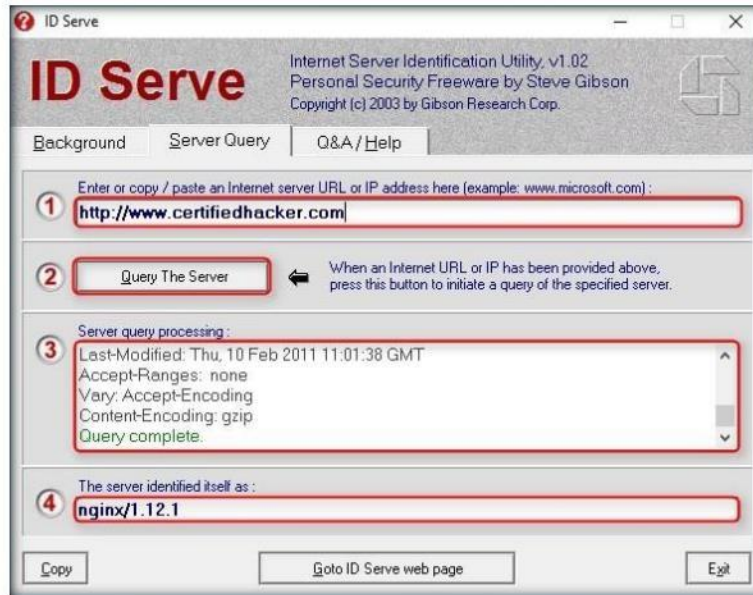 ID Serve
ID Serve
Internet Server Identification Utility, v1.02
Personal Security Freeware by Steve Gibson
Copyright (c) 2003 by Gibson Research Corp.
Background
Server Query
Q&A/Help
1
Enter or copy / paste an Internet server URL or IP address here (example: www.microsoft.com) :
http://www.certifiedhacker.com
2
Query The Server
When an Internet URL or IP has been provided above,
press this button to initiate a query of the specified server.
3
Server query processing :
Last-Modified: Thu, 10 Feb 2011 11:01:38 GMT
Accept-Ranges: none
Vary: Accept-Encoding
Content-Encoding: gzip
Query complete.
4
The server identified itself as :
nginx/1.12.1
Copy
Goto ID Serve web page
Exit